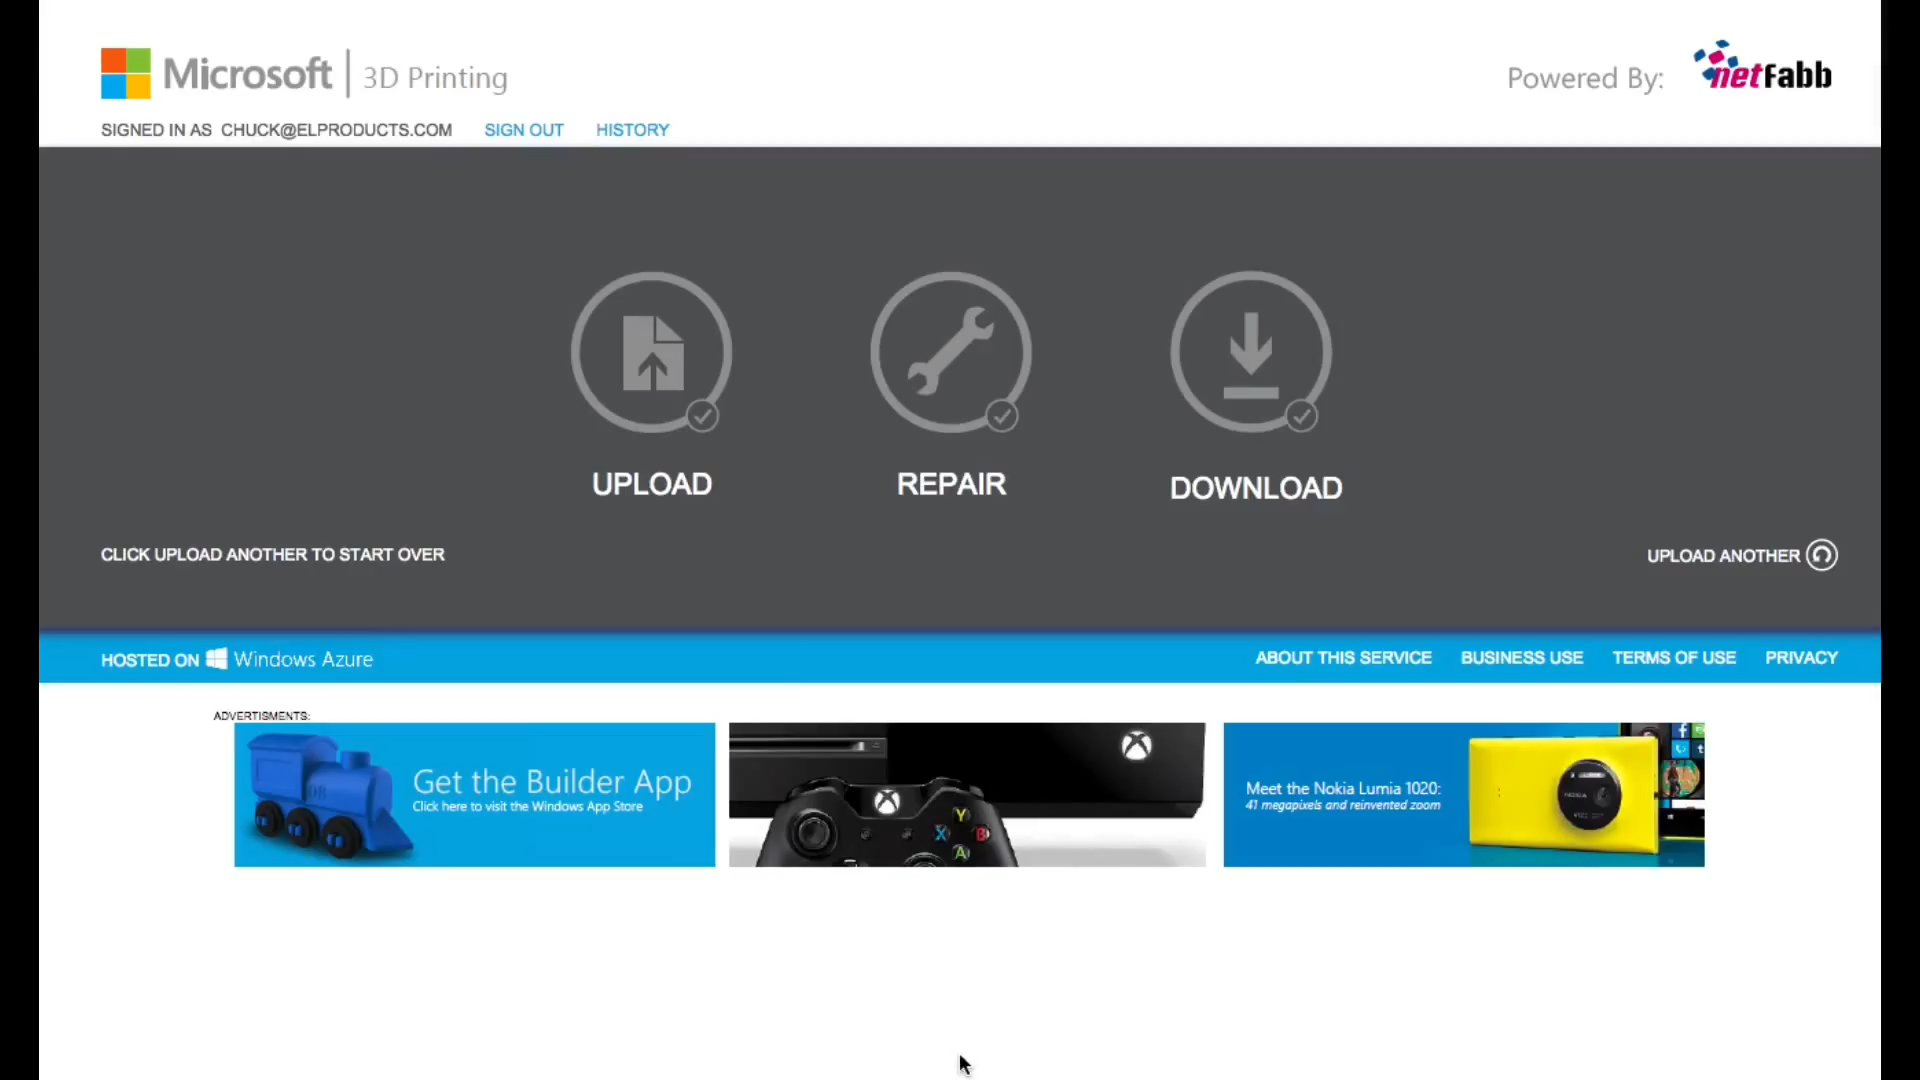 Microsoft | 3D Printing
Powered By: netfabb
SIGNED IN AS CHUCK@ELPRODUCTS.COM SIGN OUT HISTORY
UPLOAD REPAIR DOWNLOAD
CLICK UPLOAD ANOTHER TO START OVER
UPLOAD ANOTHER
HOSTED ON Windows Azure
ABOUT THIS SERVICE BUSINESS USE TERMS OF USE PRIVACY
ADVERTISMENTS:
Get the Builder App
Click here to visit the Windows App Store
Y
X B
A
Meet the Nokia Lumia 1020:
41 megapixels and reinvented zoom
NOKIA